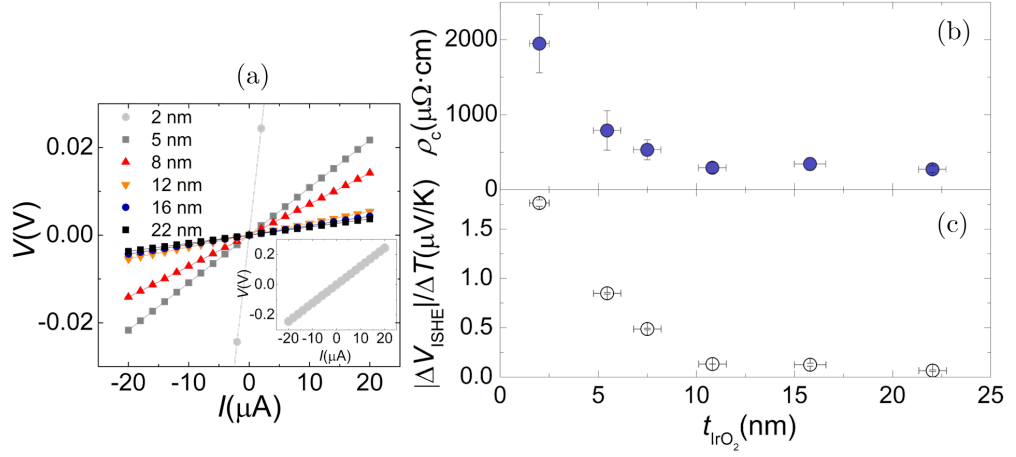 (a)
2 nm
5 nm
8 nm
12 nm
16 nm
22 nm
V(V)
0.02
0.00
-0.02
-20 -10 0 10 20
I(μA)
V(V)
0.2
0.0
-0.2
-20 -10 0 10 20
I(μA)
(b)
ρc(μΩ·cm)
2000
1000
0
(c)
|ΔV_ISHE|/ΔT(μV/K)
1.5
1.0
0.5
0.0
0 5 10 15 20 25
t_IrO₂(nm)